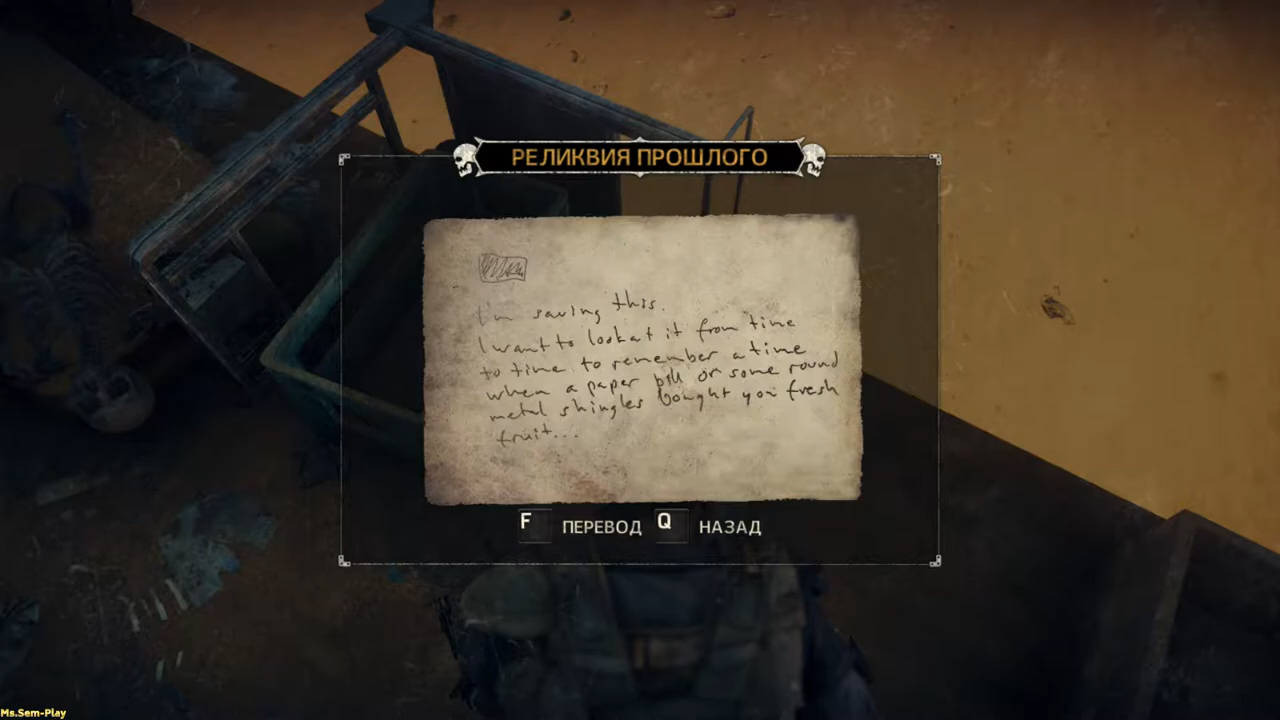 РЕЛИКВИЯ ПРОШЛОГО
I'm saving this.
I want to look at it from time
to time to remember a time
when a paper bill or some round
metal shingles bought you fresh
fruit...
F ПЕРЕВОД Q НАЗАД
Ms.Sem-Play